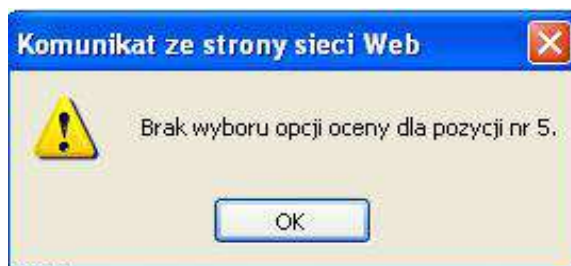 Komunikat ze strony sieci Web
Brak wyboru opcji oceny dla pozycji nr 5.
OK